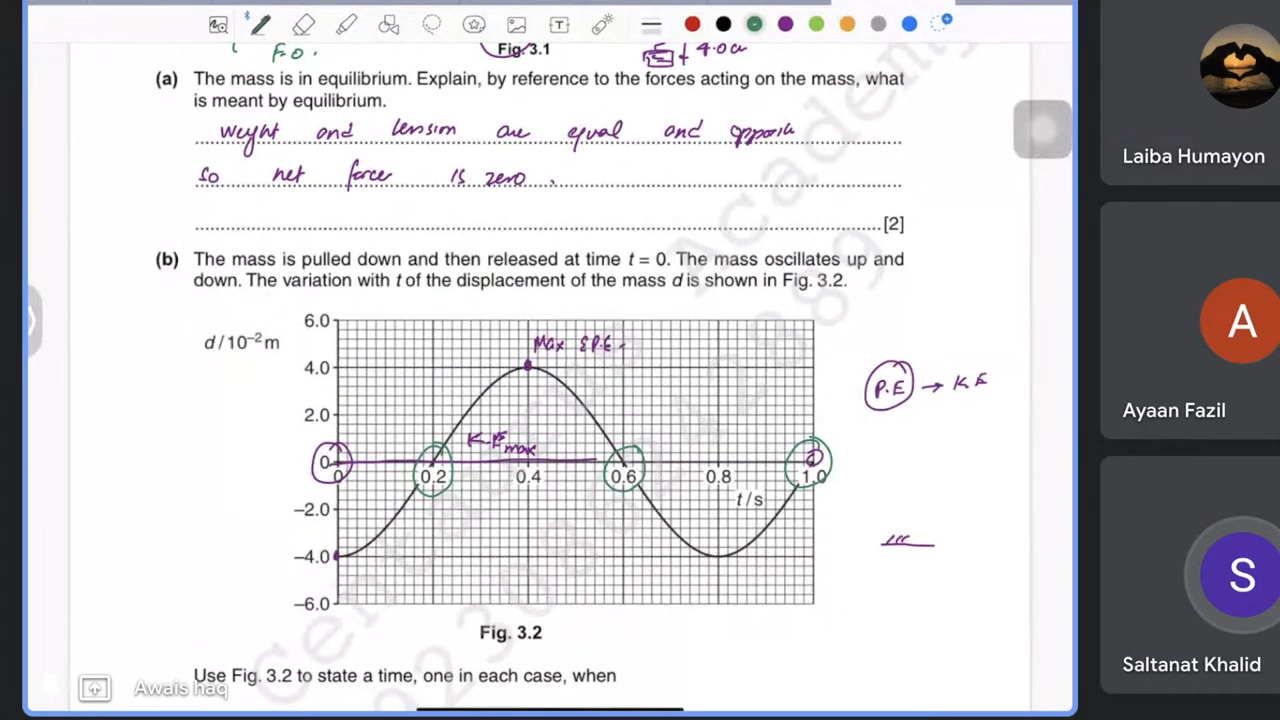 F.O.
Fig. 3.1
4.0
(a) The mass is in equilibrium. Explain, by reference to the forces acting on the mass, what
is meant by equilibrium.
weight and tension are equal and opposite
so net force is zero.
[2]
(b) The mass is pulled down and then released at time t = 0. The mass oscillates up and
down. The variation with t of the displacement of the mass d is shown in Fig. 3.2.
d/10⁻² m
6.0
4.0
2.0
0
−2.0
−4.0
−6.0
Max
K.E max
P.E → K E
0 0.2 0.4 0.6 0.8 1.0
t/s
Fig. 3.2
Use Fig. 3.2 to state a time, one in each case, when
Awais haq
Laiba Humayon
A
Ayaan Fazil
S
Saltanat Khalid
Centaurus Academy